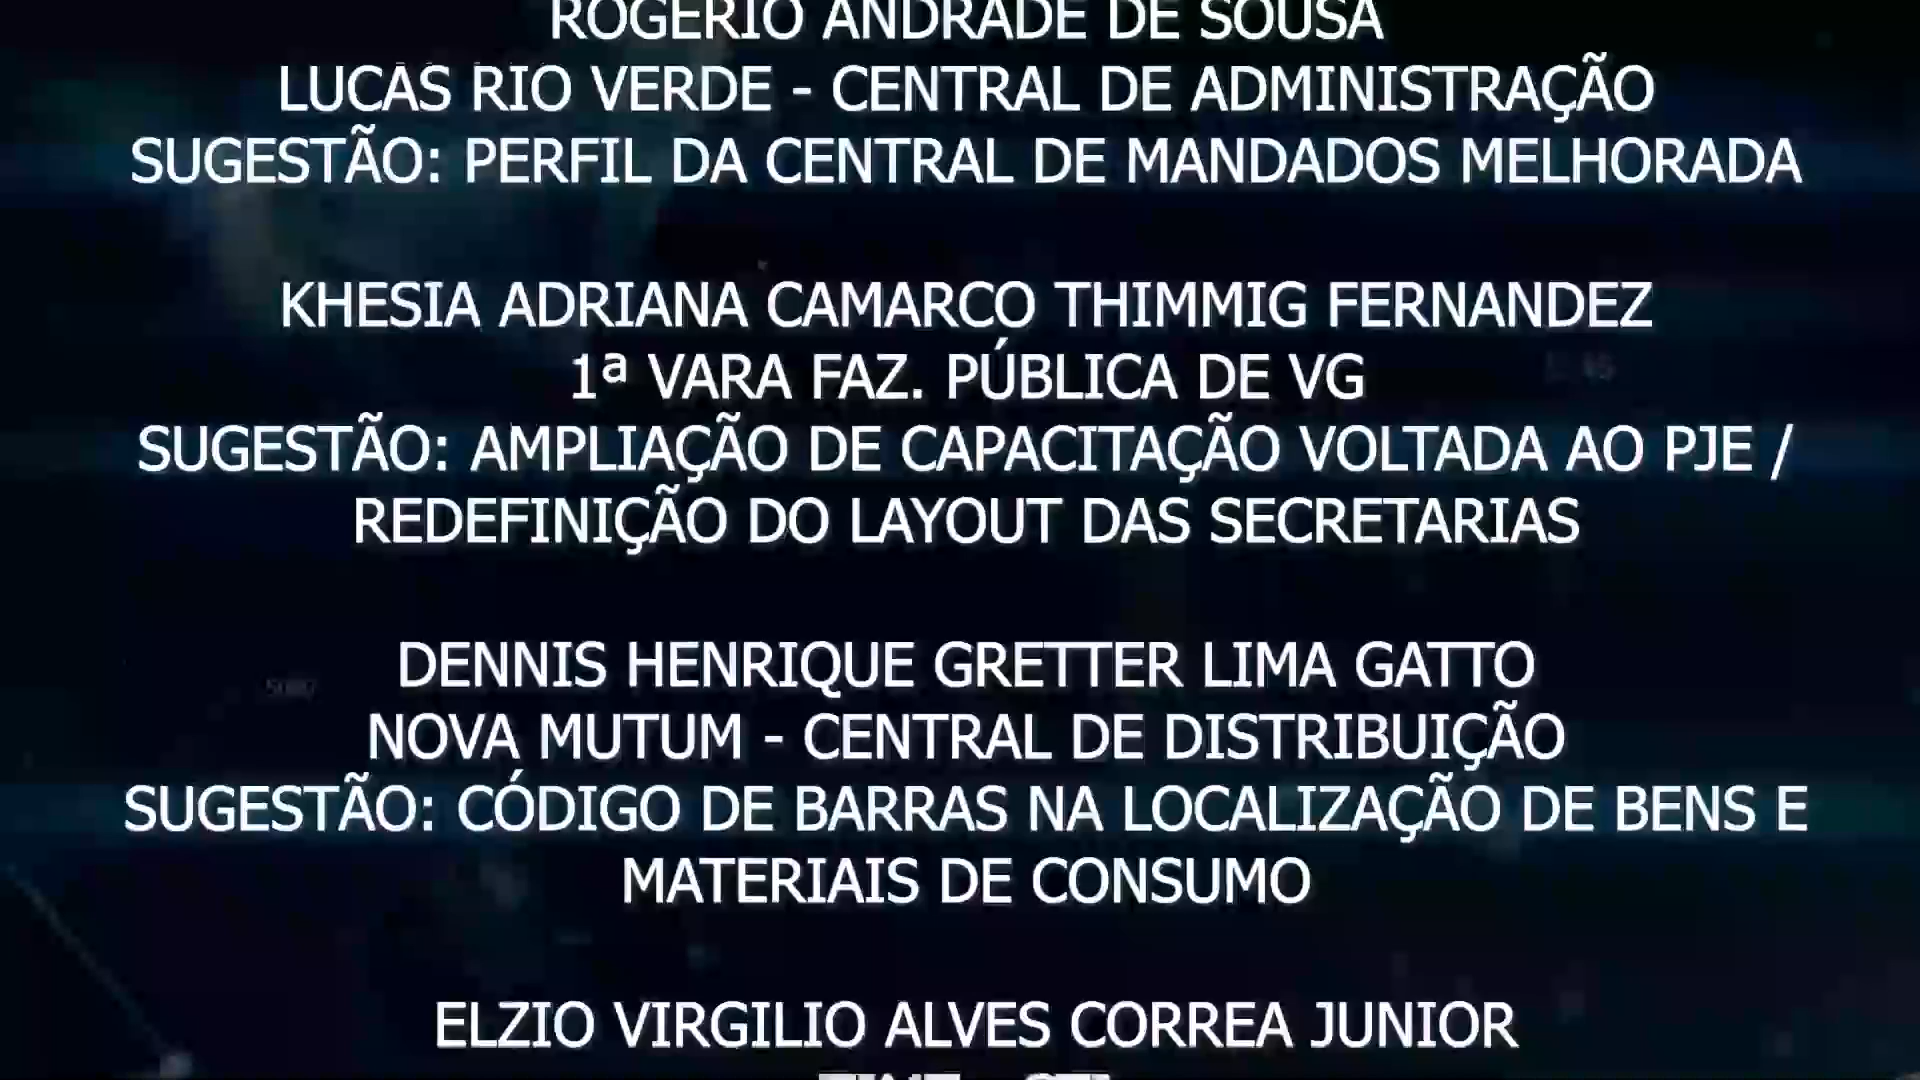 ROGÉRIO ANDRADE DE SOUSA
LUCAS RIO VERDE - CENTRAL DE ADMINISTRAÇÃO
SUGESTÃO: PERFIL DA CENTRAL DE MANDADOS MELHORADA
KHESIA ADRIANA CAMARCO THIMMIG FERNANDEZ
1ª VARA FAZ. PÚBLICA DE VG
SUGESTÃO: AMPLIAÇÃO DE CAPACITAÇÃO VOLTADA AO PJE /
REDEFINIÇÃO DO LAYOUT DAS SECRETARIAS
DENNIS HENRIQUE GRETTER LIMA GATTO
NOVA MUTUM - CENTRAL DE DISTRIBUIÇÃO
SUGESTÃO: CÓDIGO DE BARRAS NA LOCALIZAÇÃO DE BENS E
MATERIAIS DE CONSUMO
ELZIO VIRGILIO ALVES CORREA JUNIOR